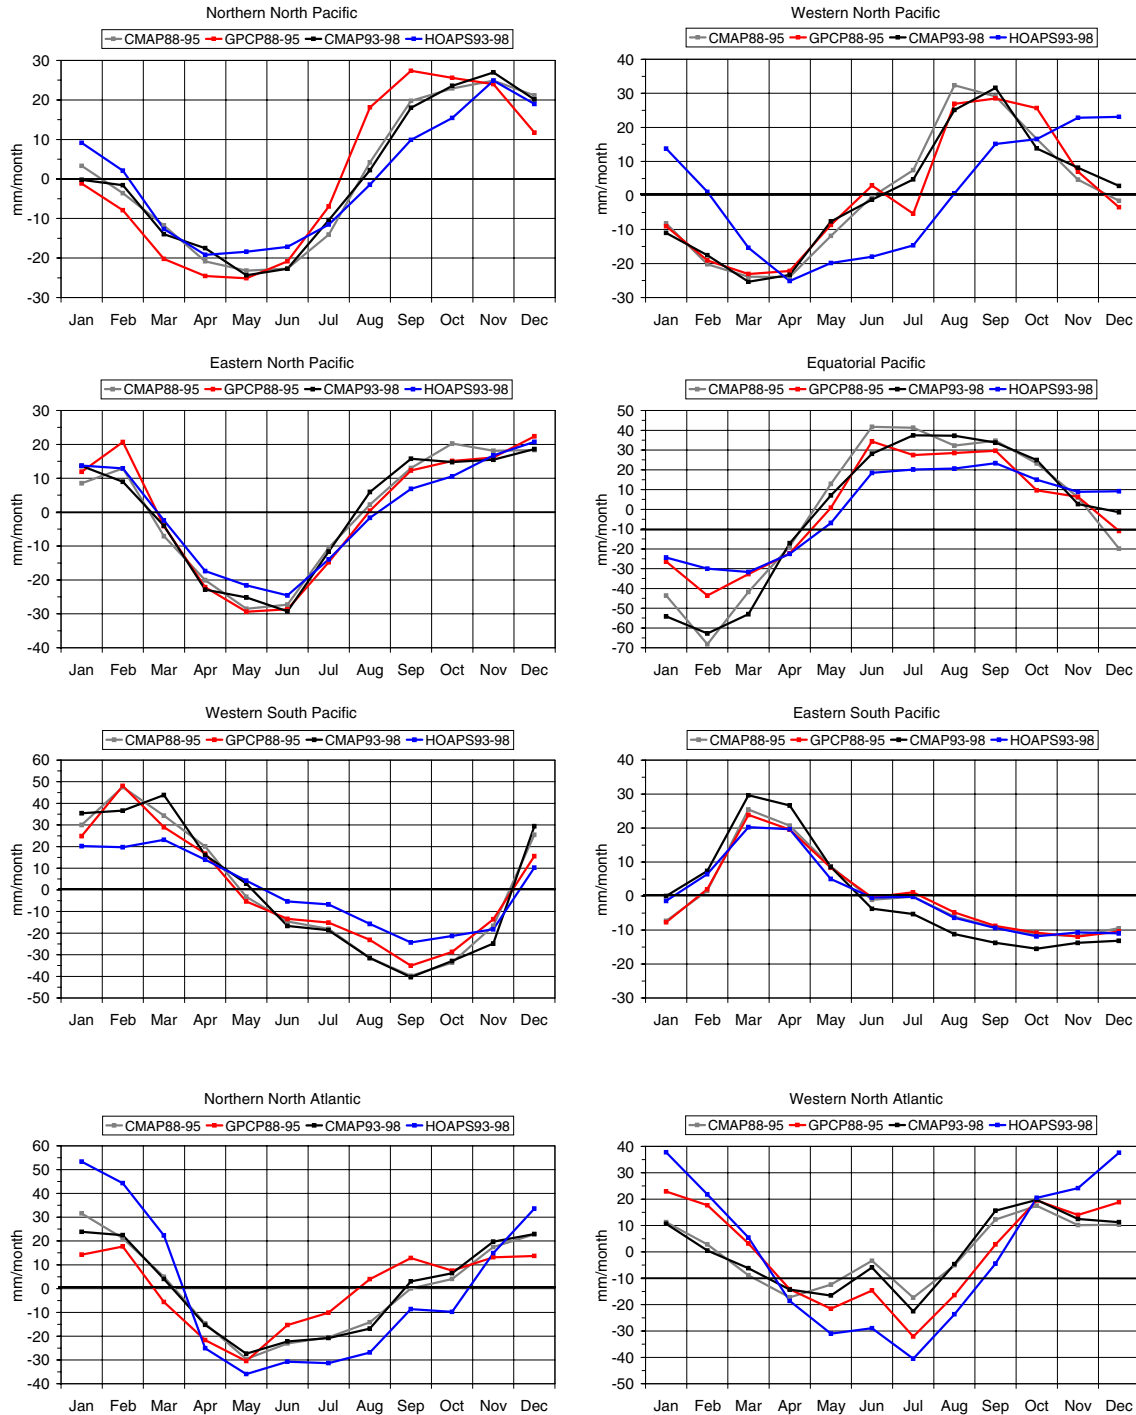 Northern North Pacific
CMAP88-95 GPCP88-95 CMAP93-98 HOAPS93-98
mm/month
30
20
10
0
-10
-20
-30
Jan Feb Mar Apr May Jun Jul Aug Sep Oct Nov Dec
Western North Pacific
CMAP88-95 GPCP88-95 CMAP93-98 HOAPS93-98
mm/month
40
30
20
10
0
-10
-20
-30
Jan Feb Mar Apr May Jun Jul Aug Sep Oct Nov Dec
Eastern North Pacific
CMAP88-95 GPCP88-95 CMAP93-98 HOAPS93-98
mm/month
30
20
10
0
-10
-20
-30
-40
Jan Feb Mar Apr May Jun Jul Aug Sep Oct Nov Dec
Equatorial Pacific
CMAP88-95 GPCP88-95 CMAP93-98 HOAPS93-98
mm/month
50
40
30
20
10
0
-10
-20
-30
-40
-50
-60
-70
Jan Feb Mar Apr May Jun Jul Aug Sep Oct Nov Dec
Western South Pacific
CMAP88-95 GPCP88-95 CMAP93-98 HOAPS93-98
mm/month
60
50
40
30
20
10
0
-10
-20
-30
-40
-50
Jan Feb Mar Apr May Jun Jul Aug Sep Oct Nov Dec
Eastern South Pacific
CMAP88-95 GPCP88-95 CMAP93-98 HOAPS93-98
mm/month
40
30
20
10
0
-10
-20
-30
Jan Feb Mar Apr May Jun Jul Aug Sep Oct Nov Dec
Northern North Atlantic
CMAP88-95 GPCP88-95 CMAP93-98 HOAPS93-98
mm/month
60
50
40
30
20
10
0
-10
-20
-30
-40
Jan Feb Mar Apr May Jun Jul Aug Sep Oct Nov Dec
Western North Atlantic
CMAP88-95 GPCP88-95 CMAP93-98 HOAPS93-98
mm/month
40
30
20
10
0
-10
-20
-30
-40
-50
Jan Feb Mar Apr May Jun Jul Aug Sep Oct Nov Dec